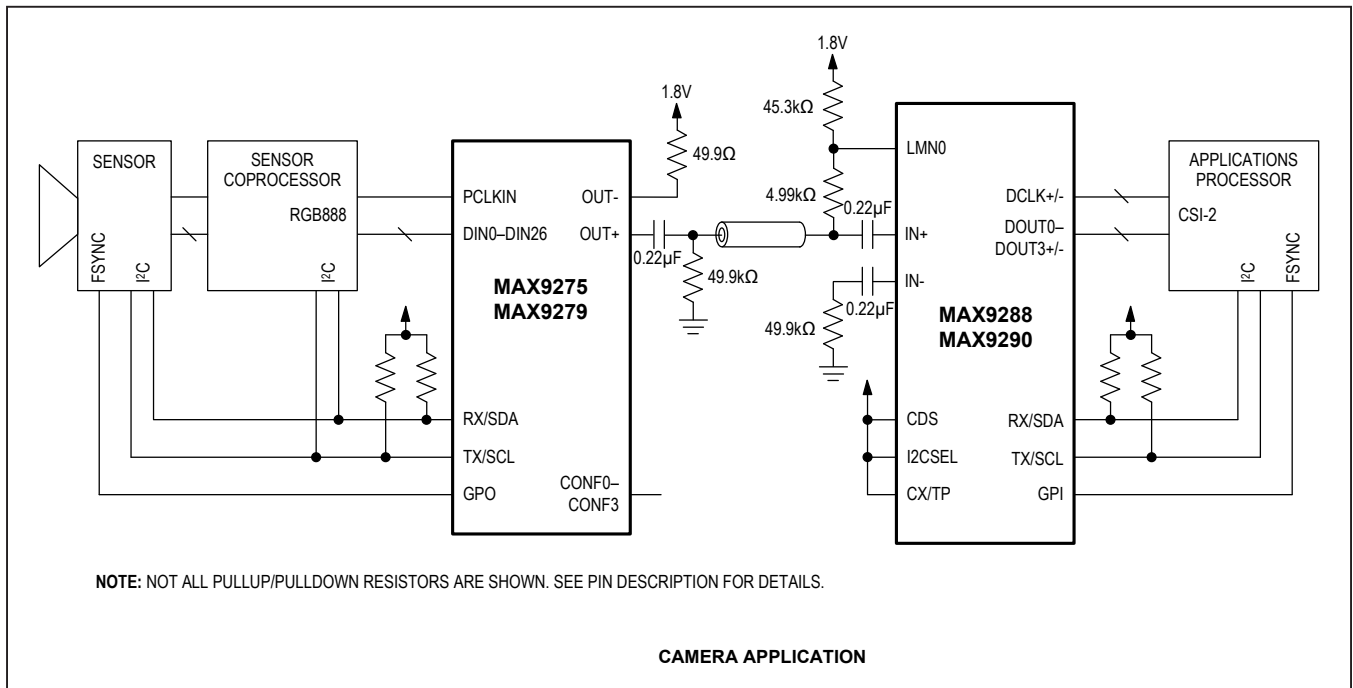 1.8V
45.3kΩ
1.8V
49.9Ω
LMN0
4.99kΩ
0.22µF
SENSOR
FSYNC
I²C
SENSOR
COPROCESSOR
RGB888
I²C
PCLKIN
DIN0–DIN26
OUT-
OUT+
MAX9275
MAX9279
RX/SDA
TX/SCL
GPO
CONF0–
CONF3
0.22µF
49.9kΩ
IN+
IN-
0.22µF
49.9kΩ
MAX9288
MAX9290
CDS
I2CSEL
CX/TP
DCLK+/-
DOUT0–
DOUT3+/-
RX/SDA
TX/SCL
GPI
APPLICATIONS
PROCESSOR
CSI-2
I²C
FSYNC
NOTE: NOT ALL PULLUP/PULLDOWN RESISTORS ARE SHOWN. SEE PIN DESCRIPTION FOR DETAILS.
CAMERA APPLICATION